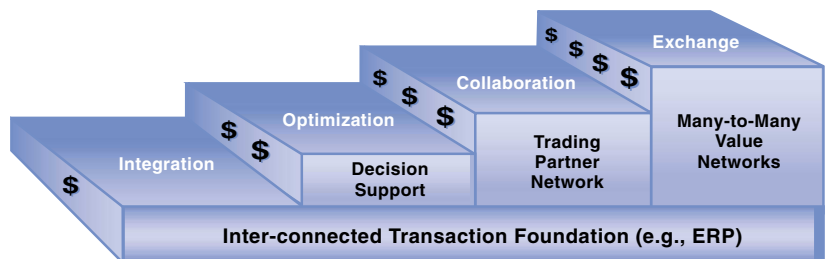 $ $ $ $
Exchange
$ $ $
Collaboration
$ $
Optimization
$
Integration
Many-to-Many
Value
Networks
Trading
Partner
Network
Decision
Support
Inter-connected Transaction Foundation (e.g., ERP)